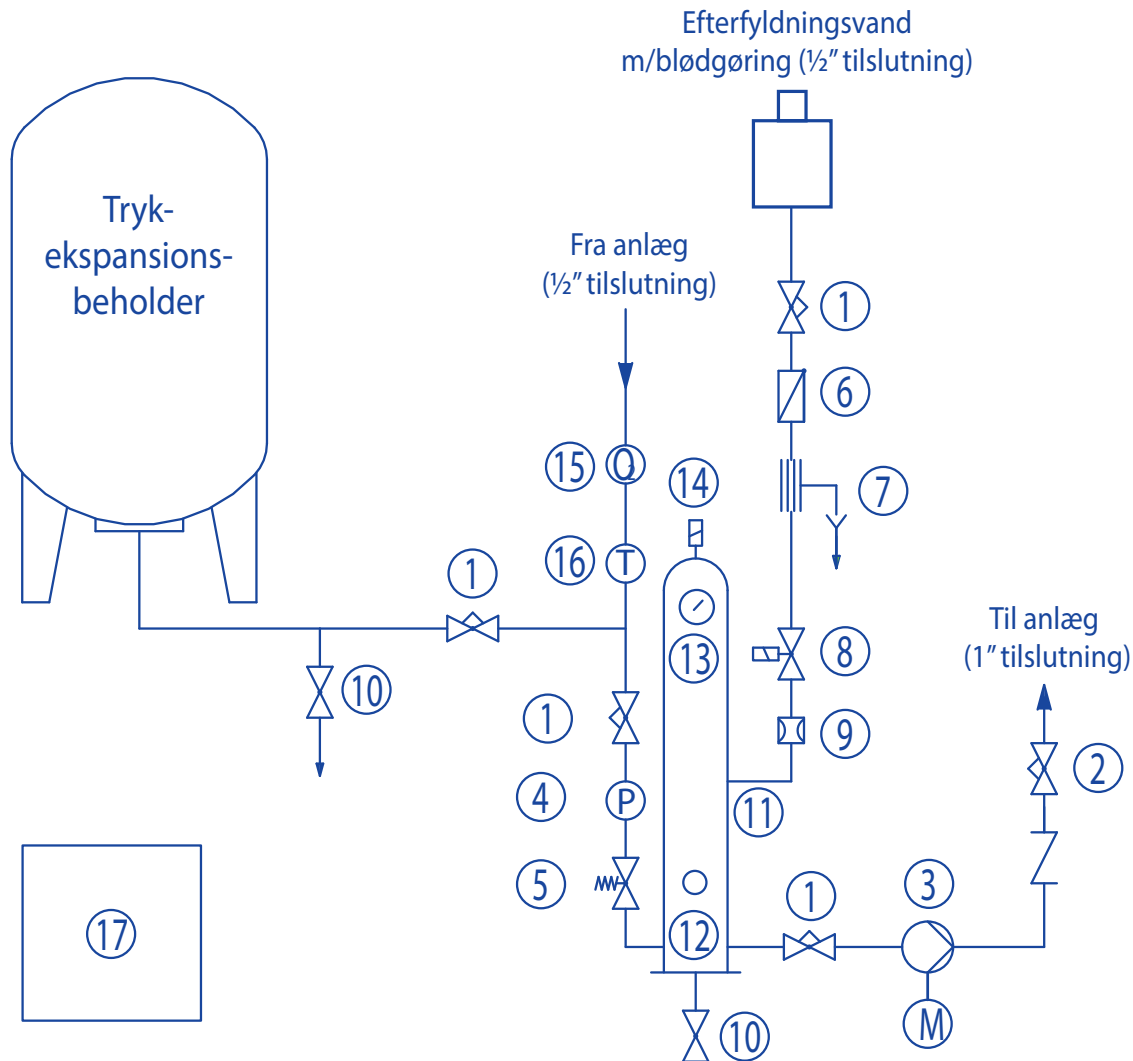 Efterfyldningsvand
m/blødgøring (½” tilslutning)
Tryk-
ekspansions-
beholder
Fra anlæg
(½” tilslutning)
1
6
15
O2
14
7
16
T
1
13
8
Til anlæg
(1” tilslutning)
10
1
9
2
4
P
11
5
1
3
17
12
10
M